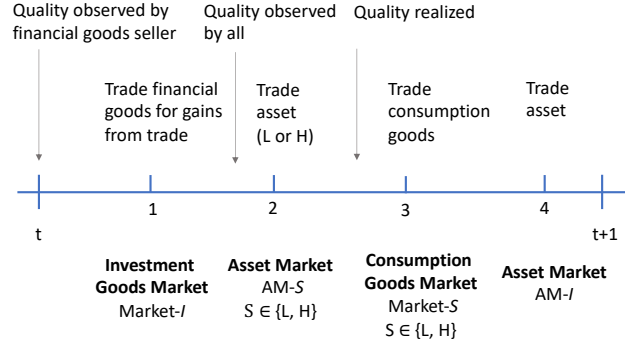 Quality observed by
financial goods seller
Quality observed
by all
Quality realized
Trade financial
goods for gains
from trade
Trade
asset
(L or H)
Trade
consumption
goods
Trade
asset
t
1
2
3
4
t+1
Investment
Goods Market
Market-I
Asset Market
AM-S
S ∈ {L, H}
Consumption
Goods Market
Market-S
S ∈ {L, H}
Asset Market
AM-I